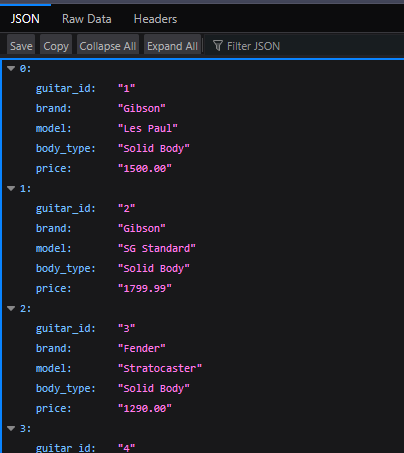 JSON Raw Data Headers
Save Copy Collapse All Expand All Filter JSON
0:
guitar_id: "1"
brand: "Gibson"
model: "Les Paul"
body_type: "Solid Body"
price: "1500.00"
1:
guitar_id: "2"
brand: "Gibson"
model: "SG Standard"
body_type: "Solid Body"
price: "1799.99"
2:
guitar_id: "3"
brand: "Fender"
model: "Stratocaster"
body_type: "Solid Body"
price: "1290.00"
3:
guitar_id: "4"